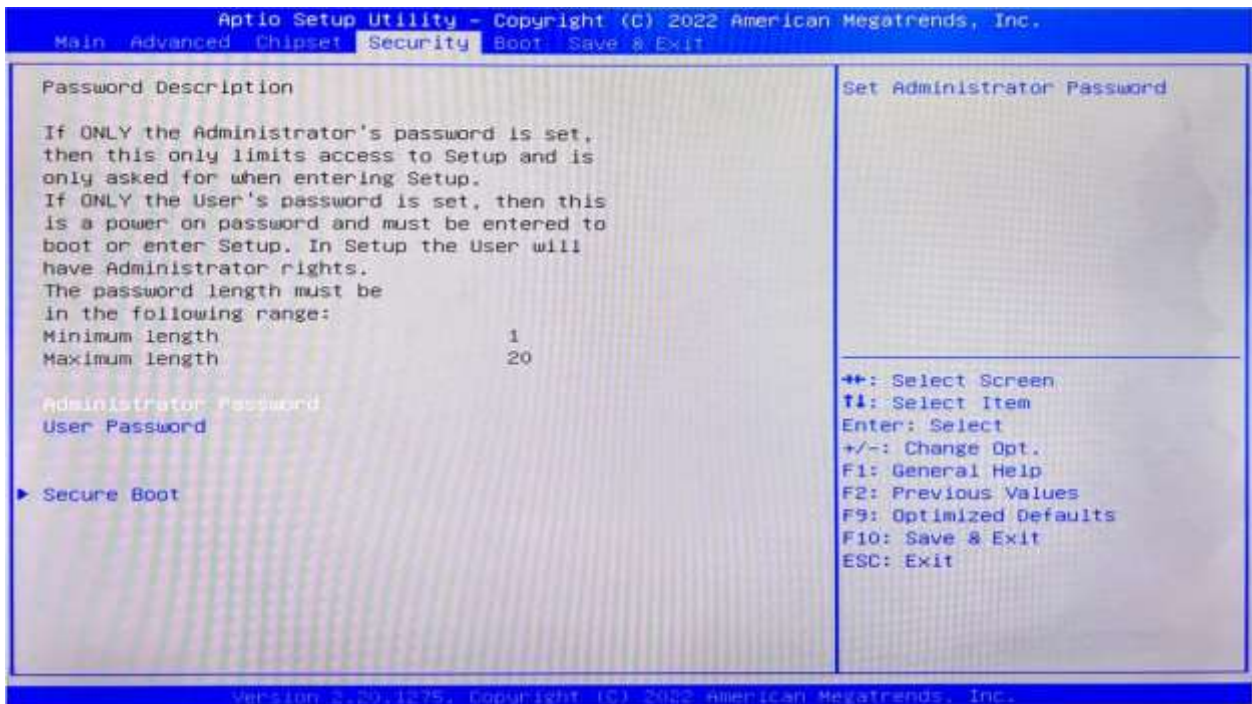 Aptio Setup Utility - Copyright (C) 2022 American Megatrends, Inc.
Main Advanced Chipset Security Boot Save & Exit
Password Description
If ONLY the Administrator's password is set,
then this only limits access to Setup and is
only asked for when entering Setup.
If ONLY the User's password is set, then this
is a power on password and must be entered to
boot or enter Setup. In Setup the User will
have Administrator rights.
The password length must be
in the following range:
Minimum length 1
Maximum length 20
Administrator Password
User Password
Secure Boot
Set Administrator Password
→←: Select Screen
↑↓: Select Item
Enter: Select
+/-: Change Opt.
F1: General Help
F2: Previous Values
F9: Optimized Defaults
F10: Save & Exit
ESC: Exit
Version 2.20.1275. Copyright (C) 2022 American Megatrends, Inc.